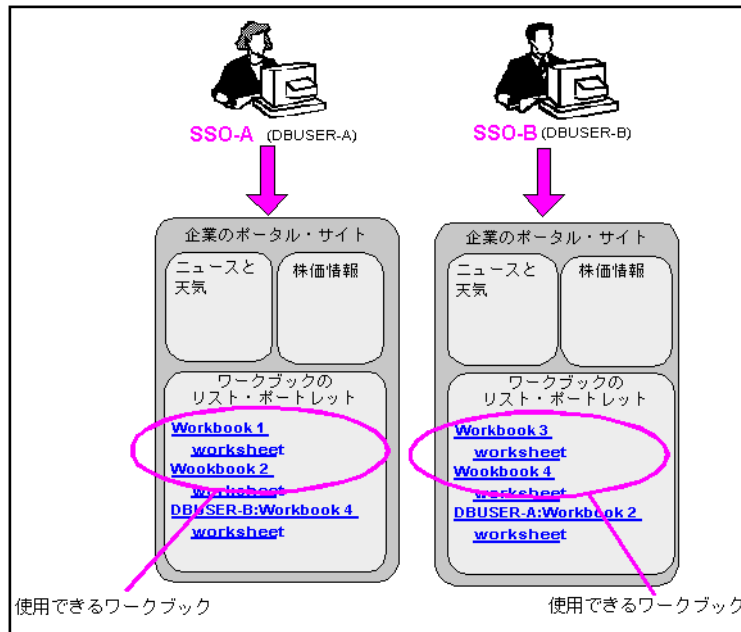 SSO-A (DBUSER-A)
SSO-B (DBUSER-B)
企業のポータル・サイト
ニュースと
天気
株価情報
ワークブックの
リスト・ポートレット
Workbook 1
worksheet
Wookbook 2
worksheet
DBUSER-B:Workbook 4
worksheet
企業のポータル・サイト
ニュースと
天気
株価情報
ワークブックの
リスト・ポートレット
Workbook 3
worksheet
Wookbook 4
worksheet
DBUSER-A:Workbook 2
worksheet
使用できるワークブック
使用できるワークブック